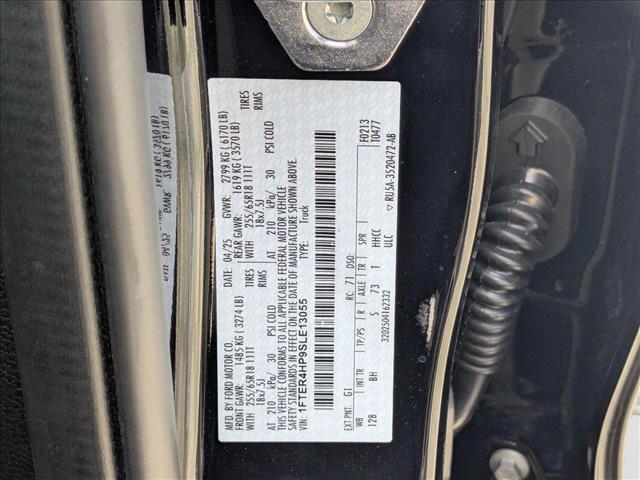 MFD. BY FORD MOTOR CO.
DATE: 04/25 GVWR: 2799 KG (6170 LB)
FRONT GAWR: 1485 KG (3274 LB) REAR GAWR: 1619 KG (3570 LB)
WITH 255/65R18 111T TIRES WITH 255/65R18 111T TIRES
18x7.5J RIMS 18x7.5J RIMS
AT 210 kPa/ 30 PSI COLD AT 210 kPa/ 30 PSI COLD
THIS VEHICLE CONFORMS TO ALL APPLICABLE FEDERAL MOTOR VEHICLE
SAFETY STANDARDS IN EFFECT ON THE DATE OF MANUFACTURE SHOWN ABOVE.
VIN: 1FTER4HP9SLE13055 TYPE: Truck
F0213
T0477
EXT.PNT: G1 RC: 71 DSO:
WB INT TR TP/PS R AXLE TR SPR
128 BH 5 73 T HHCC
ULC
3202504162332 ▽ RU5A-3520472-AB